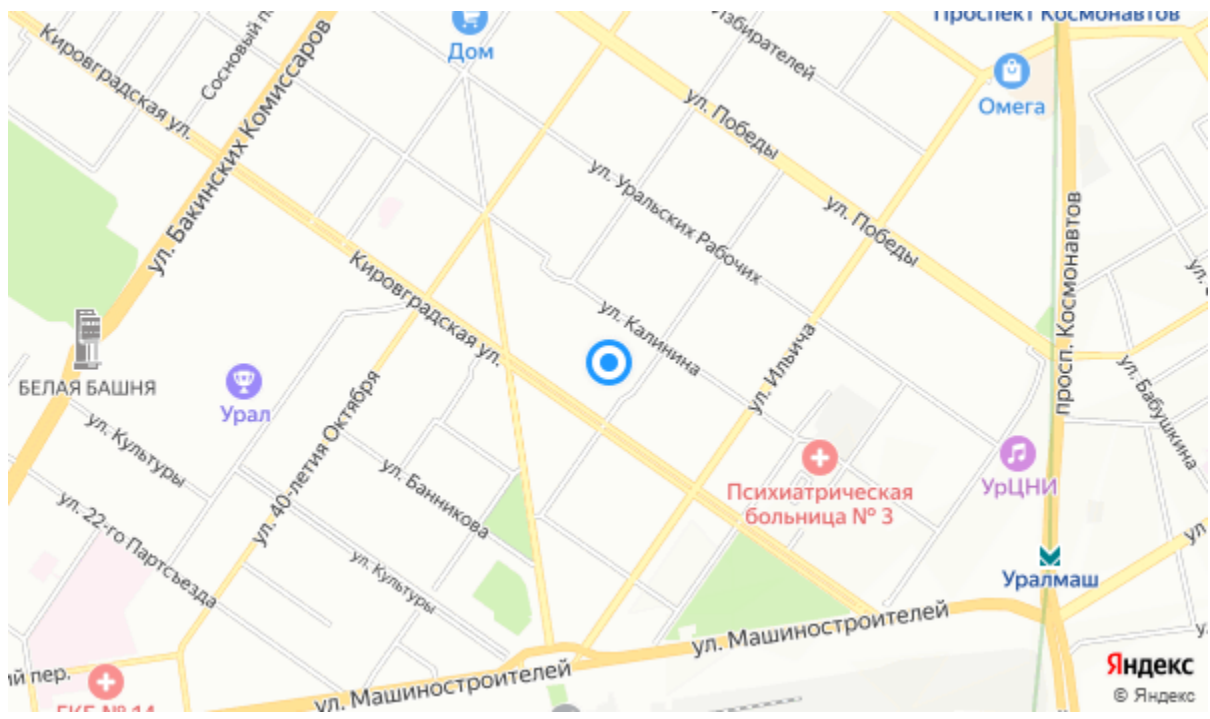 Проспект Космонавтов
Избирателей
Дом
Омега
Кировградская ул.
Сосновый
ул. Бакинских Комиссаров
ул. Победы
ул. Уральских Рабочих
ул. Победы
просп. Космонавтов
Кировградская ул.
ул. Калинина
ул. Ильича
ул. Бабушкина
БЕЛАЯ БАШНЯ
Урал
ул. 40-летия Октября
ул. Культуры
ул. Банникова
УрЦНИ
Психиатрическая
больница № 3
ул. 22-го Партсъезда
ул. Культуры
Уралмаш
ул. Машиностроителей
ул. Машиностроителей
пер.
ЕКБ № 14
Яндекс
© Яндекс